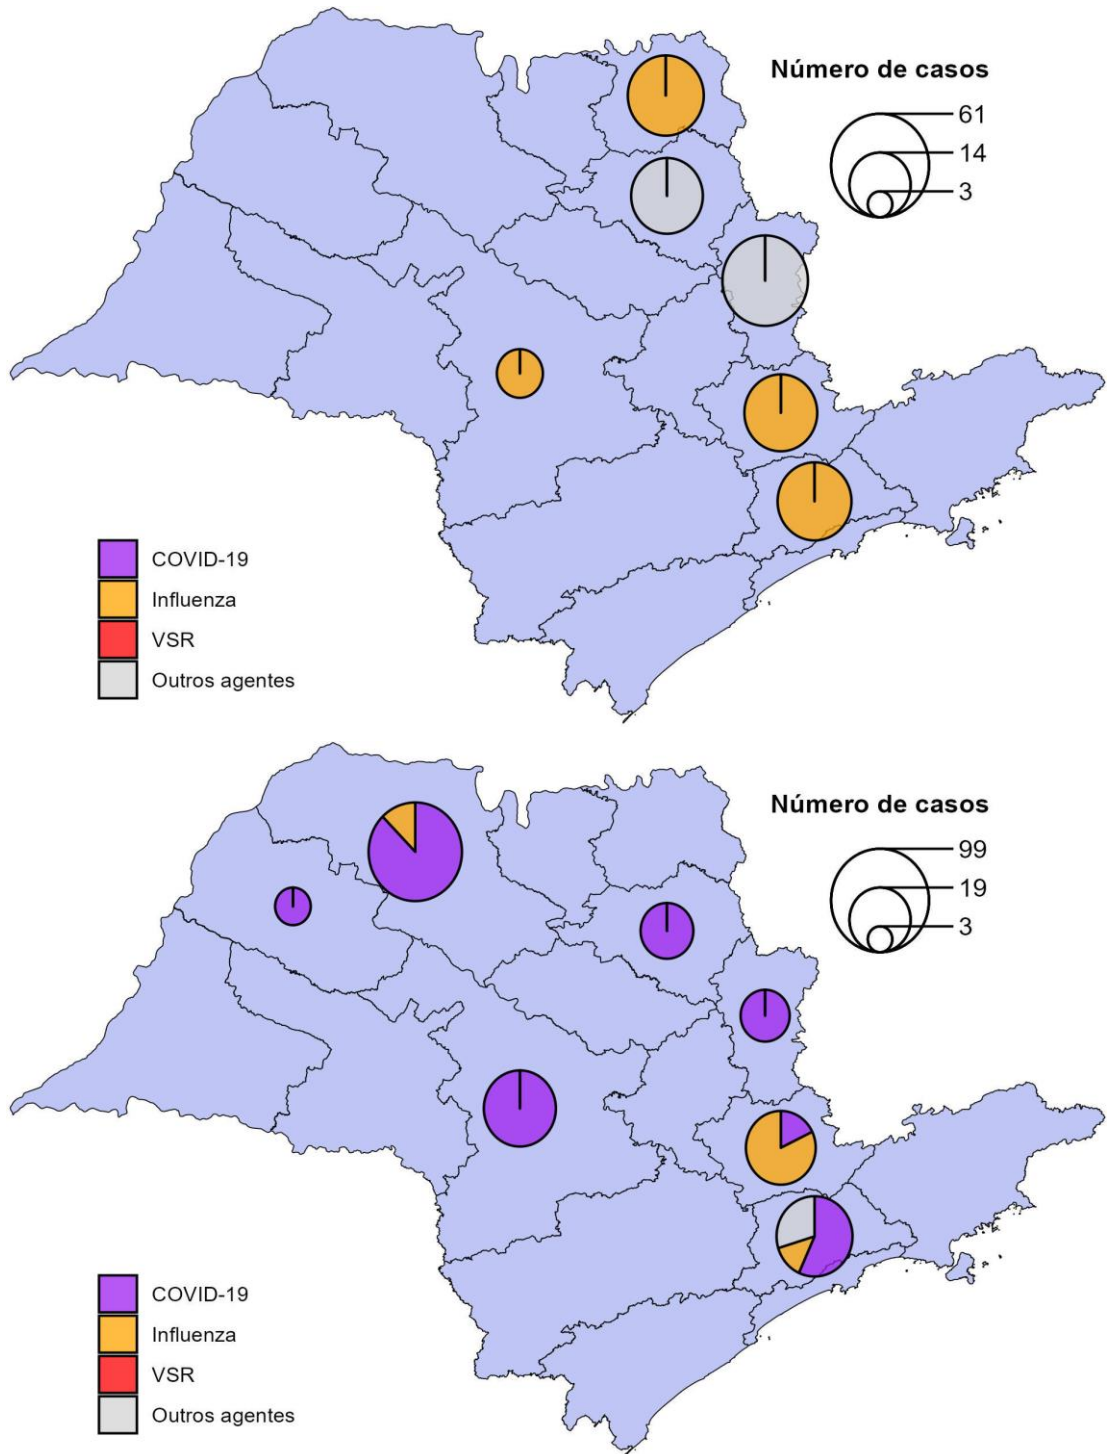 Número de casos
61
14
3
COVID-19
Influenza
VSR
Outros agentes
Número de casos
99
19
3
COVID-19
Influenza
VSR
Outros agentes